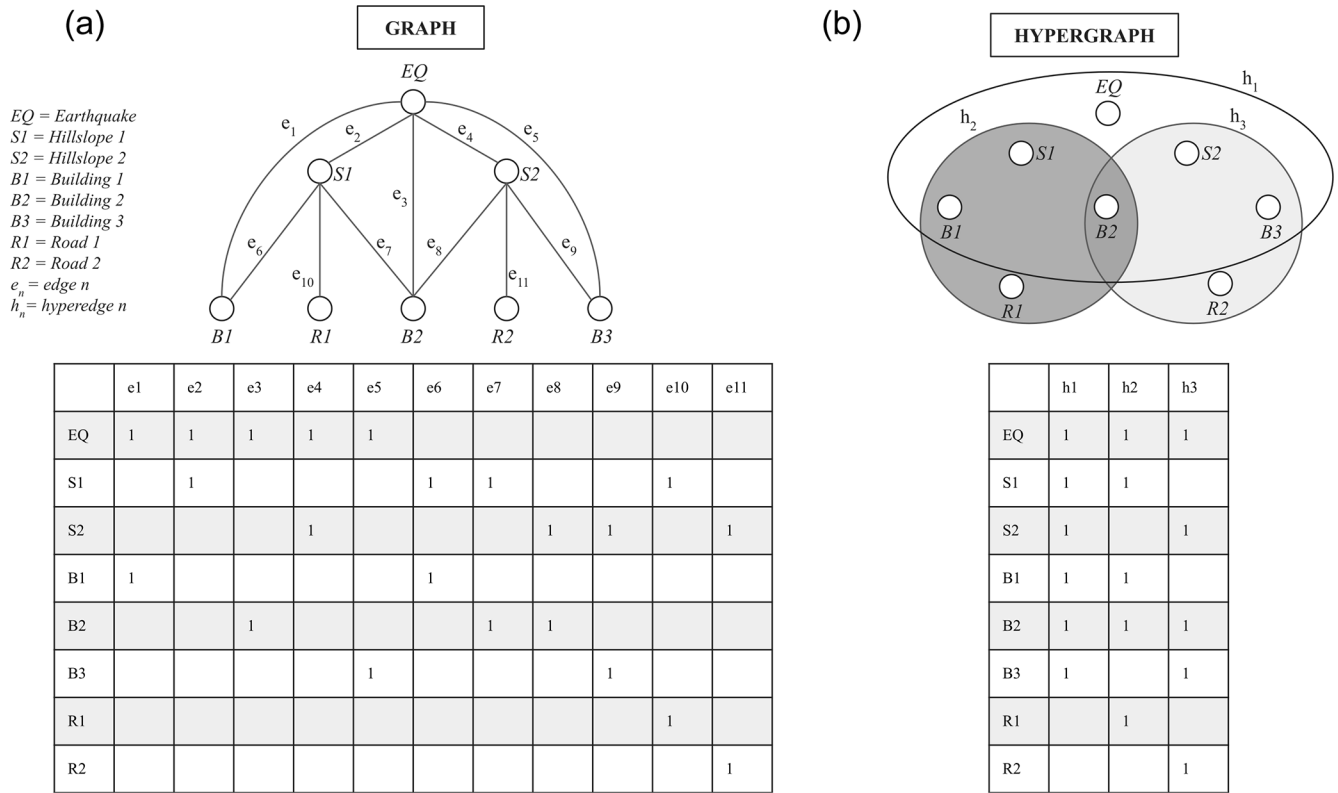 (a)
GRAPH
EQ = Earthquake
S1 = Hillslope 1
S2 = Hillslope 2
B1 = Building 1
B2 = Building 2
B3 = Building 3
R1 = Road 1
R2 = Road 2
eₙ = edge n
hₙ= hyperedge n
EQ
e₁ e₂ e₄ e₅
S1 S2
e₃
e₆ e₇ e₈ e₉
e₁₀ e₁₁
B1 R1 B2 R2 B3
e1 e2 e3 e4 e5 e6 e7 e8 e9 e10 e11
EQ 1 1 1 1 1
S1 1 1 1 1
S2 1 1 1 1
B1 1 1
B2 1 1 1
B3 1 1
R1 1
R2 1
(b)
HYPERGRAPH
h₁
EQ
h₂ h₃
S1 S2
B1 B2 B3
R1 R2
h1 h2 h3
EQ 1 1 1
S1 1 1
S2 1 1
B1 1 1
B2 1 1 1
B3 1 1
R1 1
R2 1